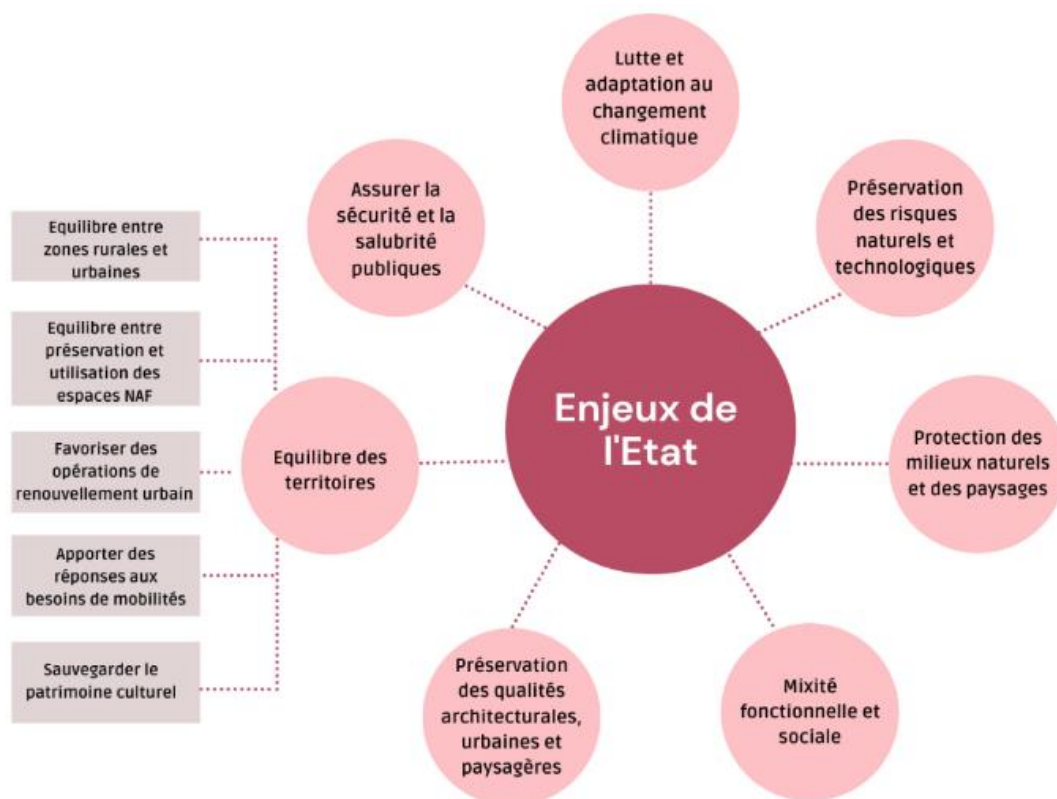 Lutte et
adaptation au
changement
climatique
Assurer la
sécurité et la
salubrité
publiques
Préservation
des risques
naturels et
technologiques
Equilibre entre
zones rurales et
urbaines
Equilibre entre
préservation et
utilisation des
espaces NAF
Favoriser des
opérations de
renouvellement urbain
Apporter des
réponses aux
besoins de mobilités
Sauvegarder le
patrimoine culturel
Equilibre des
territoires
Enjeux de
l'Etat
Protection des
milieux naturels
et des paysages
Préservation
des qualités
architecturales,
urbaines et
paysagères
Mixité
fonctionnelle et
sociale